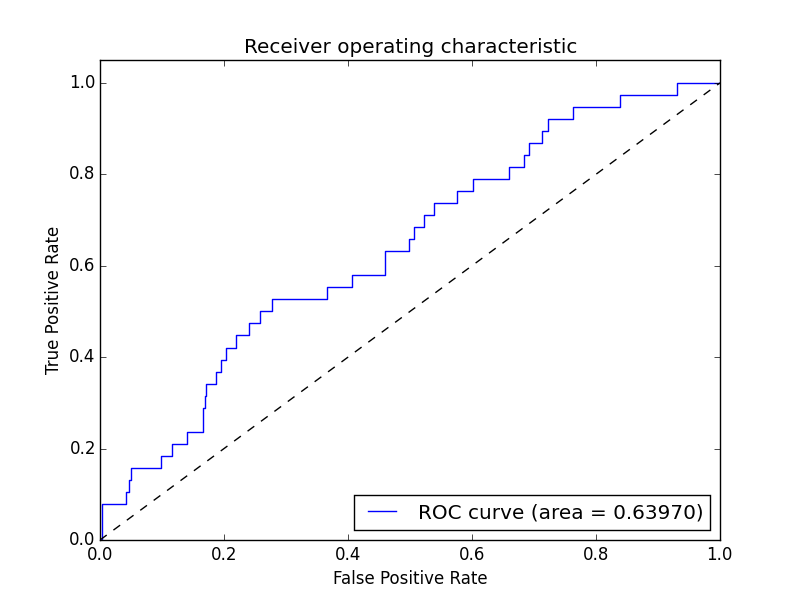 Receiver operating characteristic
True Positive Rate
1.0
0.8
0.6
0.4
0.2
0.0
ROC curve (area = 0.63970)
0.0 0.2 0.4 0.6 0.8 1.0
False Positive Rate